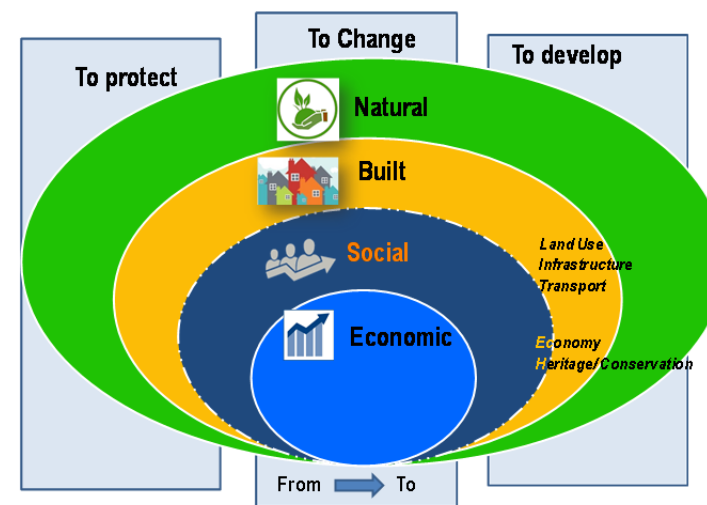 To protect
To Change
To develop
Natural
Built
Social
Economic
Land Use
Infrastructure
Transport
Economy
Heritage/Conservation
From To